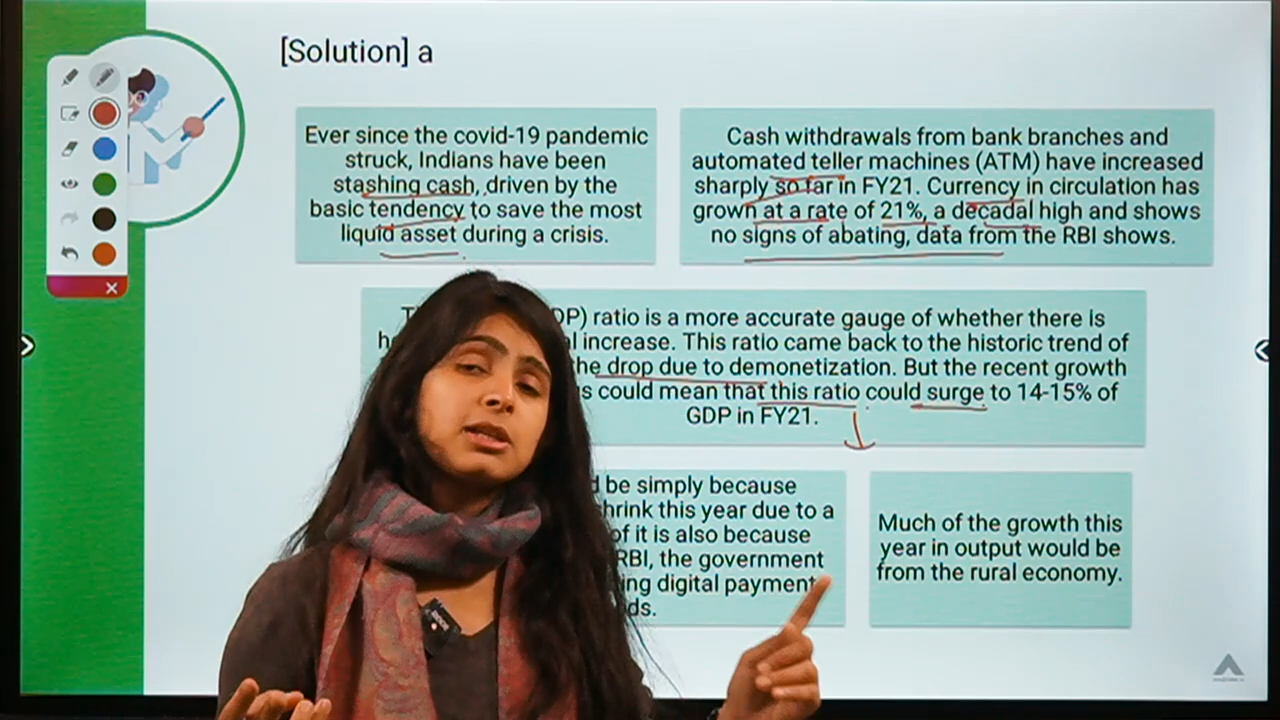 [Solution] a
Ever since the covid-19 pandemic
struck, Indians have been
stashing cash, driven by the
basic tendency to save the most
liquid asset during a crisis.
Cash withdrawals from bank branches and
automated teller machines (ATM) have increased
sharply so far in FY21. Currency in circulation has
grown at a rate of 21%, a decadal high and shows
no signs of abating, data from the RBI shows.
ratio is a more accurate gauge of whether there is
increase. This ratio came back to the historic trend of
drop due to demonetization. But the recent growth
could mean that this ratio could surge to 14-15% of
GDP in FY21.
be simply because
this year due to a
of it is also because
RBI, the government
digital payment
Much of the growth this
year in output would be
from the rural economy.